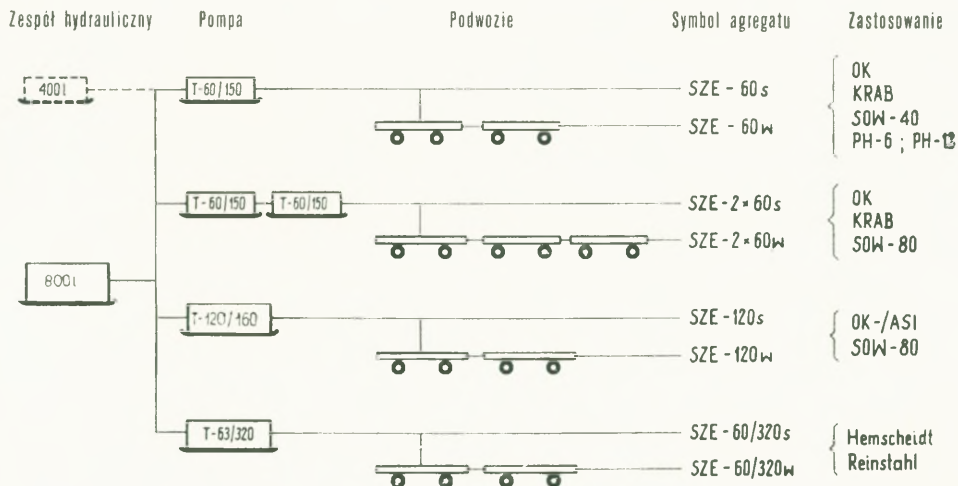 Zespół hydrauliczny Pompa Podwozie Symbol agregatu Zastosowanie
400l T-60/150 SZE - 60s OK
KRAB
SZE - 60w SOW-40
PH-6 ;
T-60/150 T-60/150 SZE-2×60s OK
KRAB
SZE-2×60w SOW-80
800l
T-120/160 SZE-120s OK-/ASI
SZE-120w SOW-80
T-63/320 SZE-60/320s Hemscheidt
SZE-60/320w Reinstahl